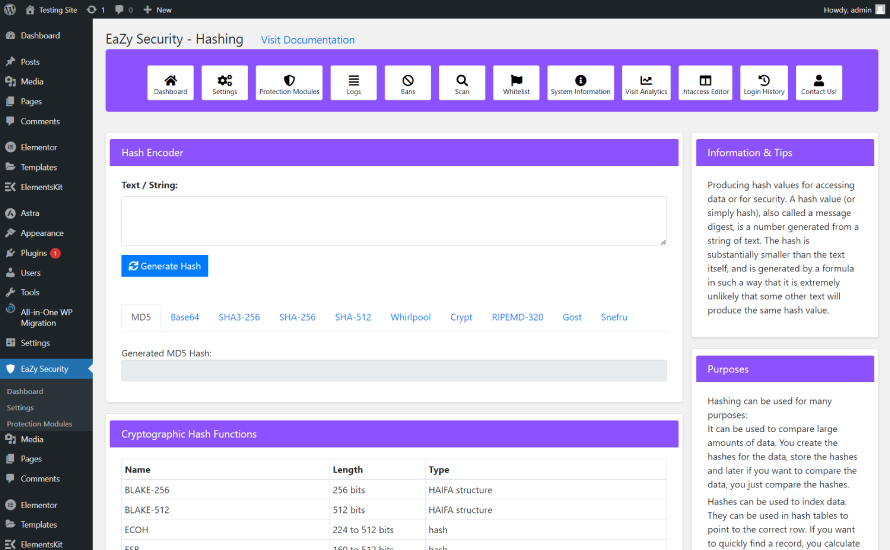 Testing Site 1 0 New Howdy, admin
Dashboard
Posts
Media
Pages
Comments
Elementor
Templates
ElementsKit
Astra
Appearance
Plugins 1
Users
Tools
All-in-One WP
Migration
Settings
EaZy Security
Dashboard
Settings
Protection Modules
Media
Pages
Comments
Elementor
Templates
ElementsKit
EaZy Security - Hashing Visit Documentation
Dashboard Settings Protection Modules Logs Bans Scan Whitelist System Information Visit Analytics .htaccess Editor Login History Contact Us!
Hash Encoder
Text / String:
Generate Hash
MD5 Base64 SHA3-256 SHA-256 SHA-512 Whirlpool Crypt RIPEMD-320 Gost Snefru
Generated MD5 Hash:
Cryptographic Hash Functions
Name Length Type
BLAKE-256 256 bits HAIFA structure
BLAKE-512 512 bits HAIFA structure
ECOH 224 to 512 bits hash
FSB 160 to 512 bits hash
Information & Tips
Producing hash values for accessing
data or for security. A hash value (or
simply hash), also called a message
digest, is a number generated from a
string of text. The hash is
substantially smaller than the text
itself, and is generated by a formula
in such a way that it is extremely
unlikely that some other text will
produce the same hash value.
Purposes
Hashing can be used for many
purposes:
It can be used to compare large
amounts of data. You create the
hashes for the data, store the hashes
and later if you want to compare the
data, you just compare the hashes.
Hashes can be used to index data.
They can be used in hash tables to
point to the correct row. If you want
to quickly find a record, you calculate